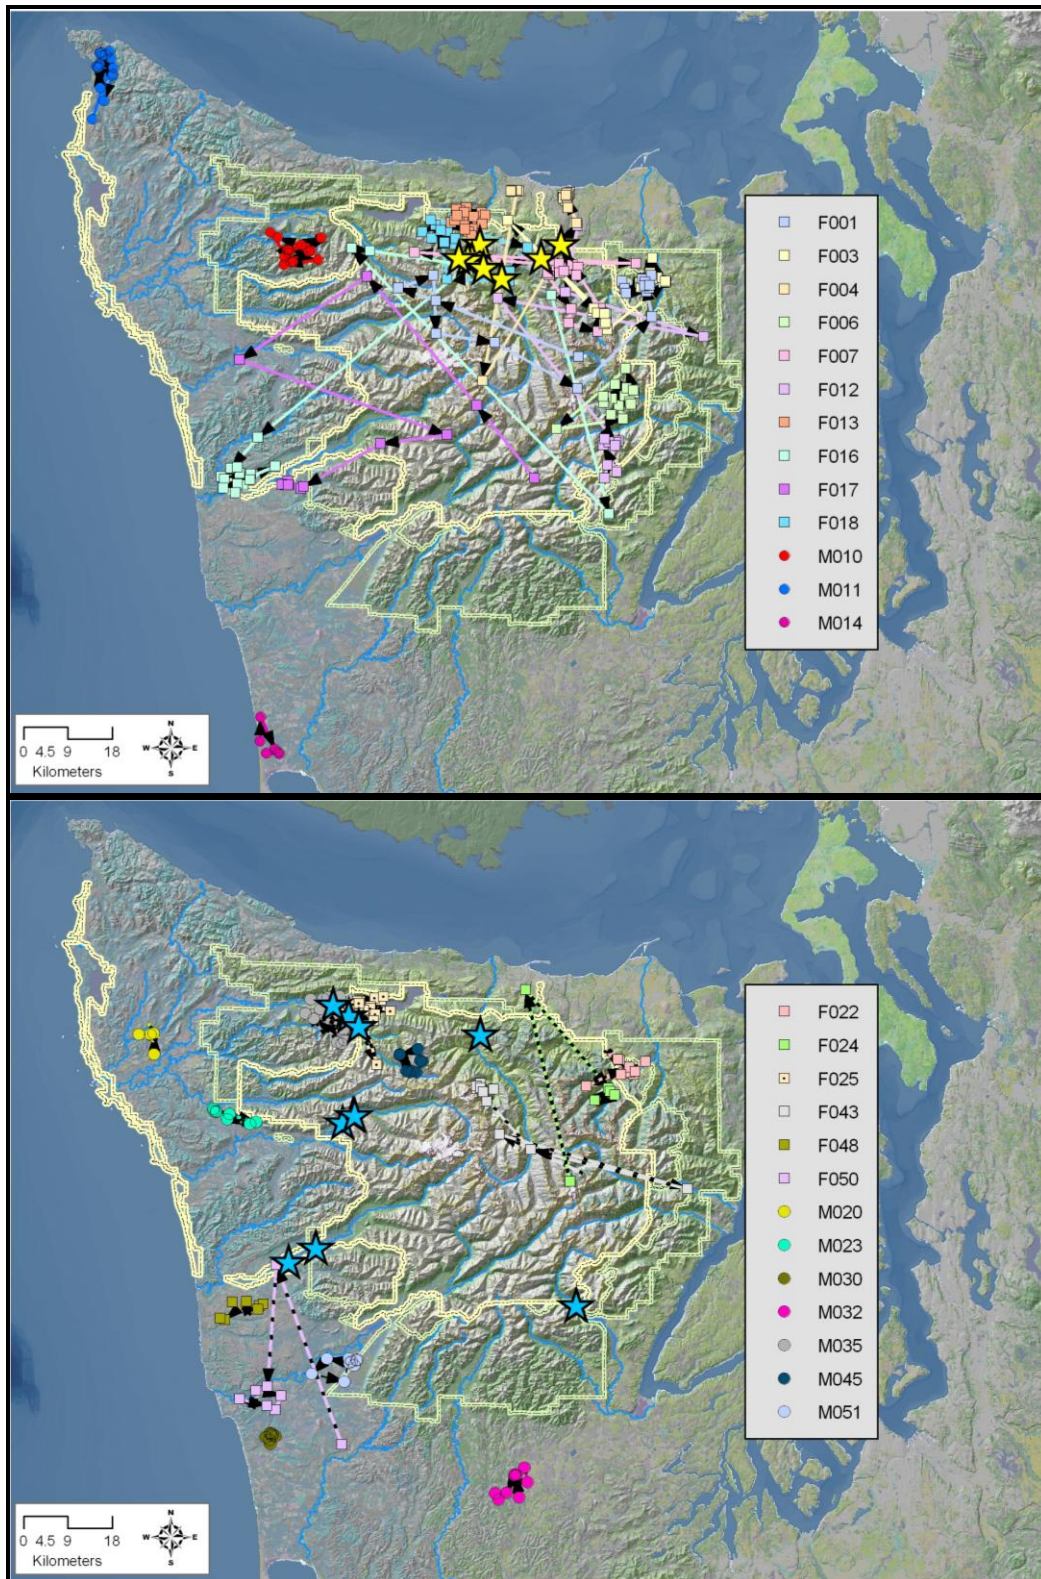 F001
F003
F004
F006
F007
F012
F013
F016
F017
F018
M010
M011
M014
0 4.5 9 18
Kilometers
N
W E
S
F022
F024
F025
F043
F048
F050
M020
M023
M030
M032
M035
M045
M051
0 4.5 9 18
Kilometers
N
W E
S